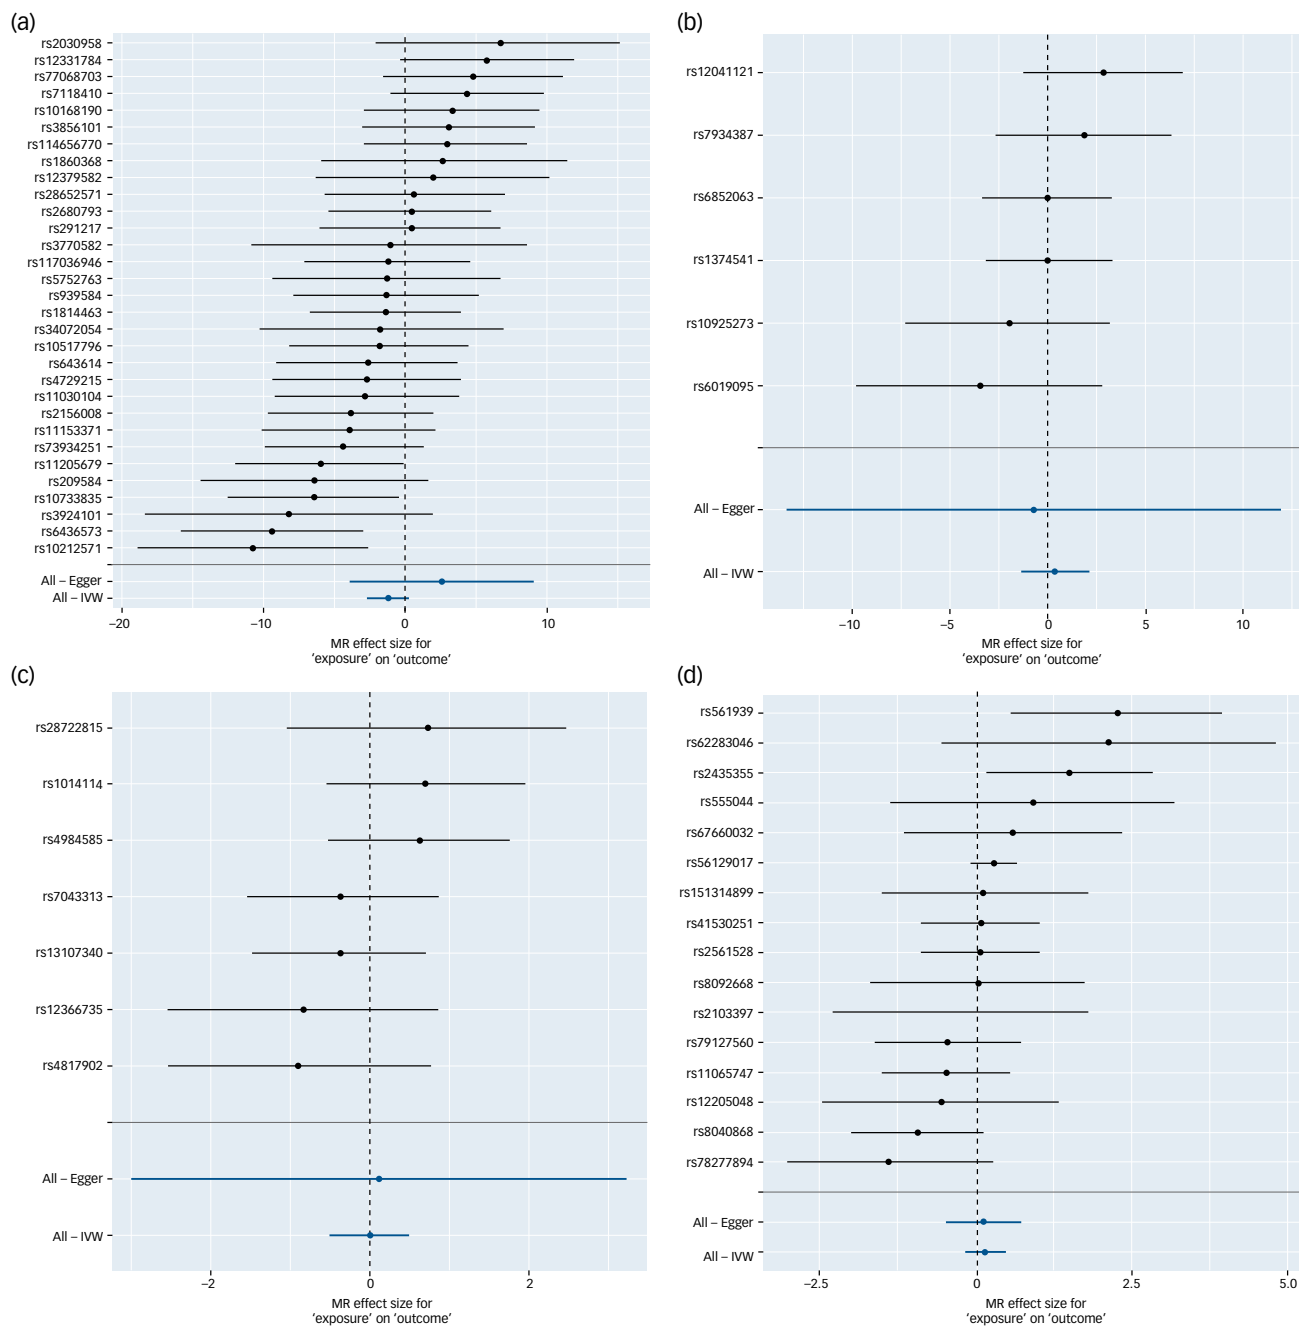 (a)
rs2030958
rs12331784
rs77068703
rs7118410
rs10168190
rs3856101
rs114656770
rs1860368
rs12379582
rs28652571
rs2680793
rs291217
rs3770582
rs117036946
rs5752763
rs939584
rs1814463
rs34072054
rs10517796
rs643614
rs4729215
rs11030104
rs2156008
rs11153371
rs73934251
rs11205679
rs209584
rs10733835
rs3924101
rs6436573
rs10212571
All – Egger
All – IVW
−20 −10 0 10
MR effect size for
‘exposure’ on ‘outcome’
(b)
rs12041121
rs7934387
rs6852063
rs1374541
rs10925273
rs6019095
All – Egger
All – IVW
−10 −5 0 5 10
MR effect size for
‘exposure’ on ‘outcome’
(c)
rs28722815
rs1014114
rs4984585
rs7043313
rs13107340
rs12366735
rs4817902
All – Egger
All – IVW
−2 0 2
MR effect size for
‘exposure’ on ‘outcome’
(d)
rs561939
rs62283046
rs2435355
rs555044
rs67660032
rs56129017
rs151314899
rs41530251
rs2561528
rs8092668
rs2103397
rs79127560
rs11065747
rs12205048
rs8040868
rs78277894
All – Egger
All – IVW
−2.5 0 2.5 5.0
MR effect size for
‘exposure’ on ‘outcome’